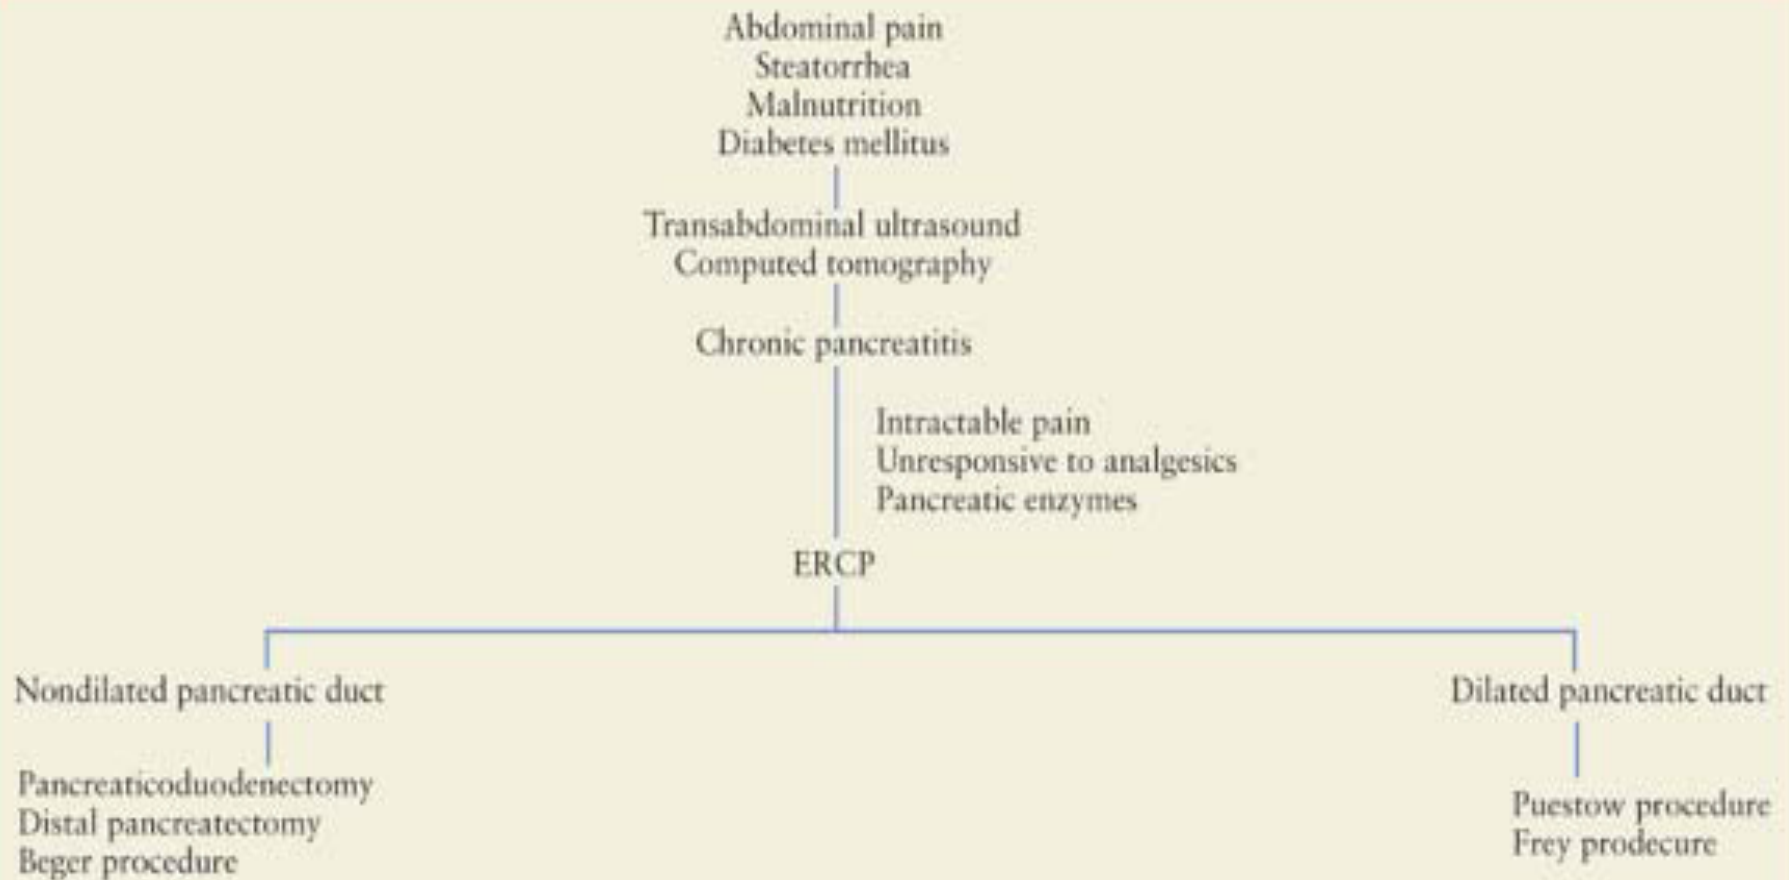 Abdominal pain
Steatorrhea
Malnutrition
Diabetes mellitus
Transabdominal ultrasound
Computed tomography
Chronic pancreatitis
Intractable pain
Unresponsive to analgesics
Pancreatic enzymes
ERCP
Nondilated pancreatic duct
Dilated pancreatic duct
Pancreaticoduodenectomy
Distal pancreatectomy
Beger procedure
Puestow procedure
Frey prodecure